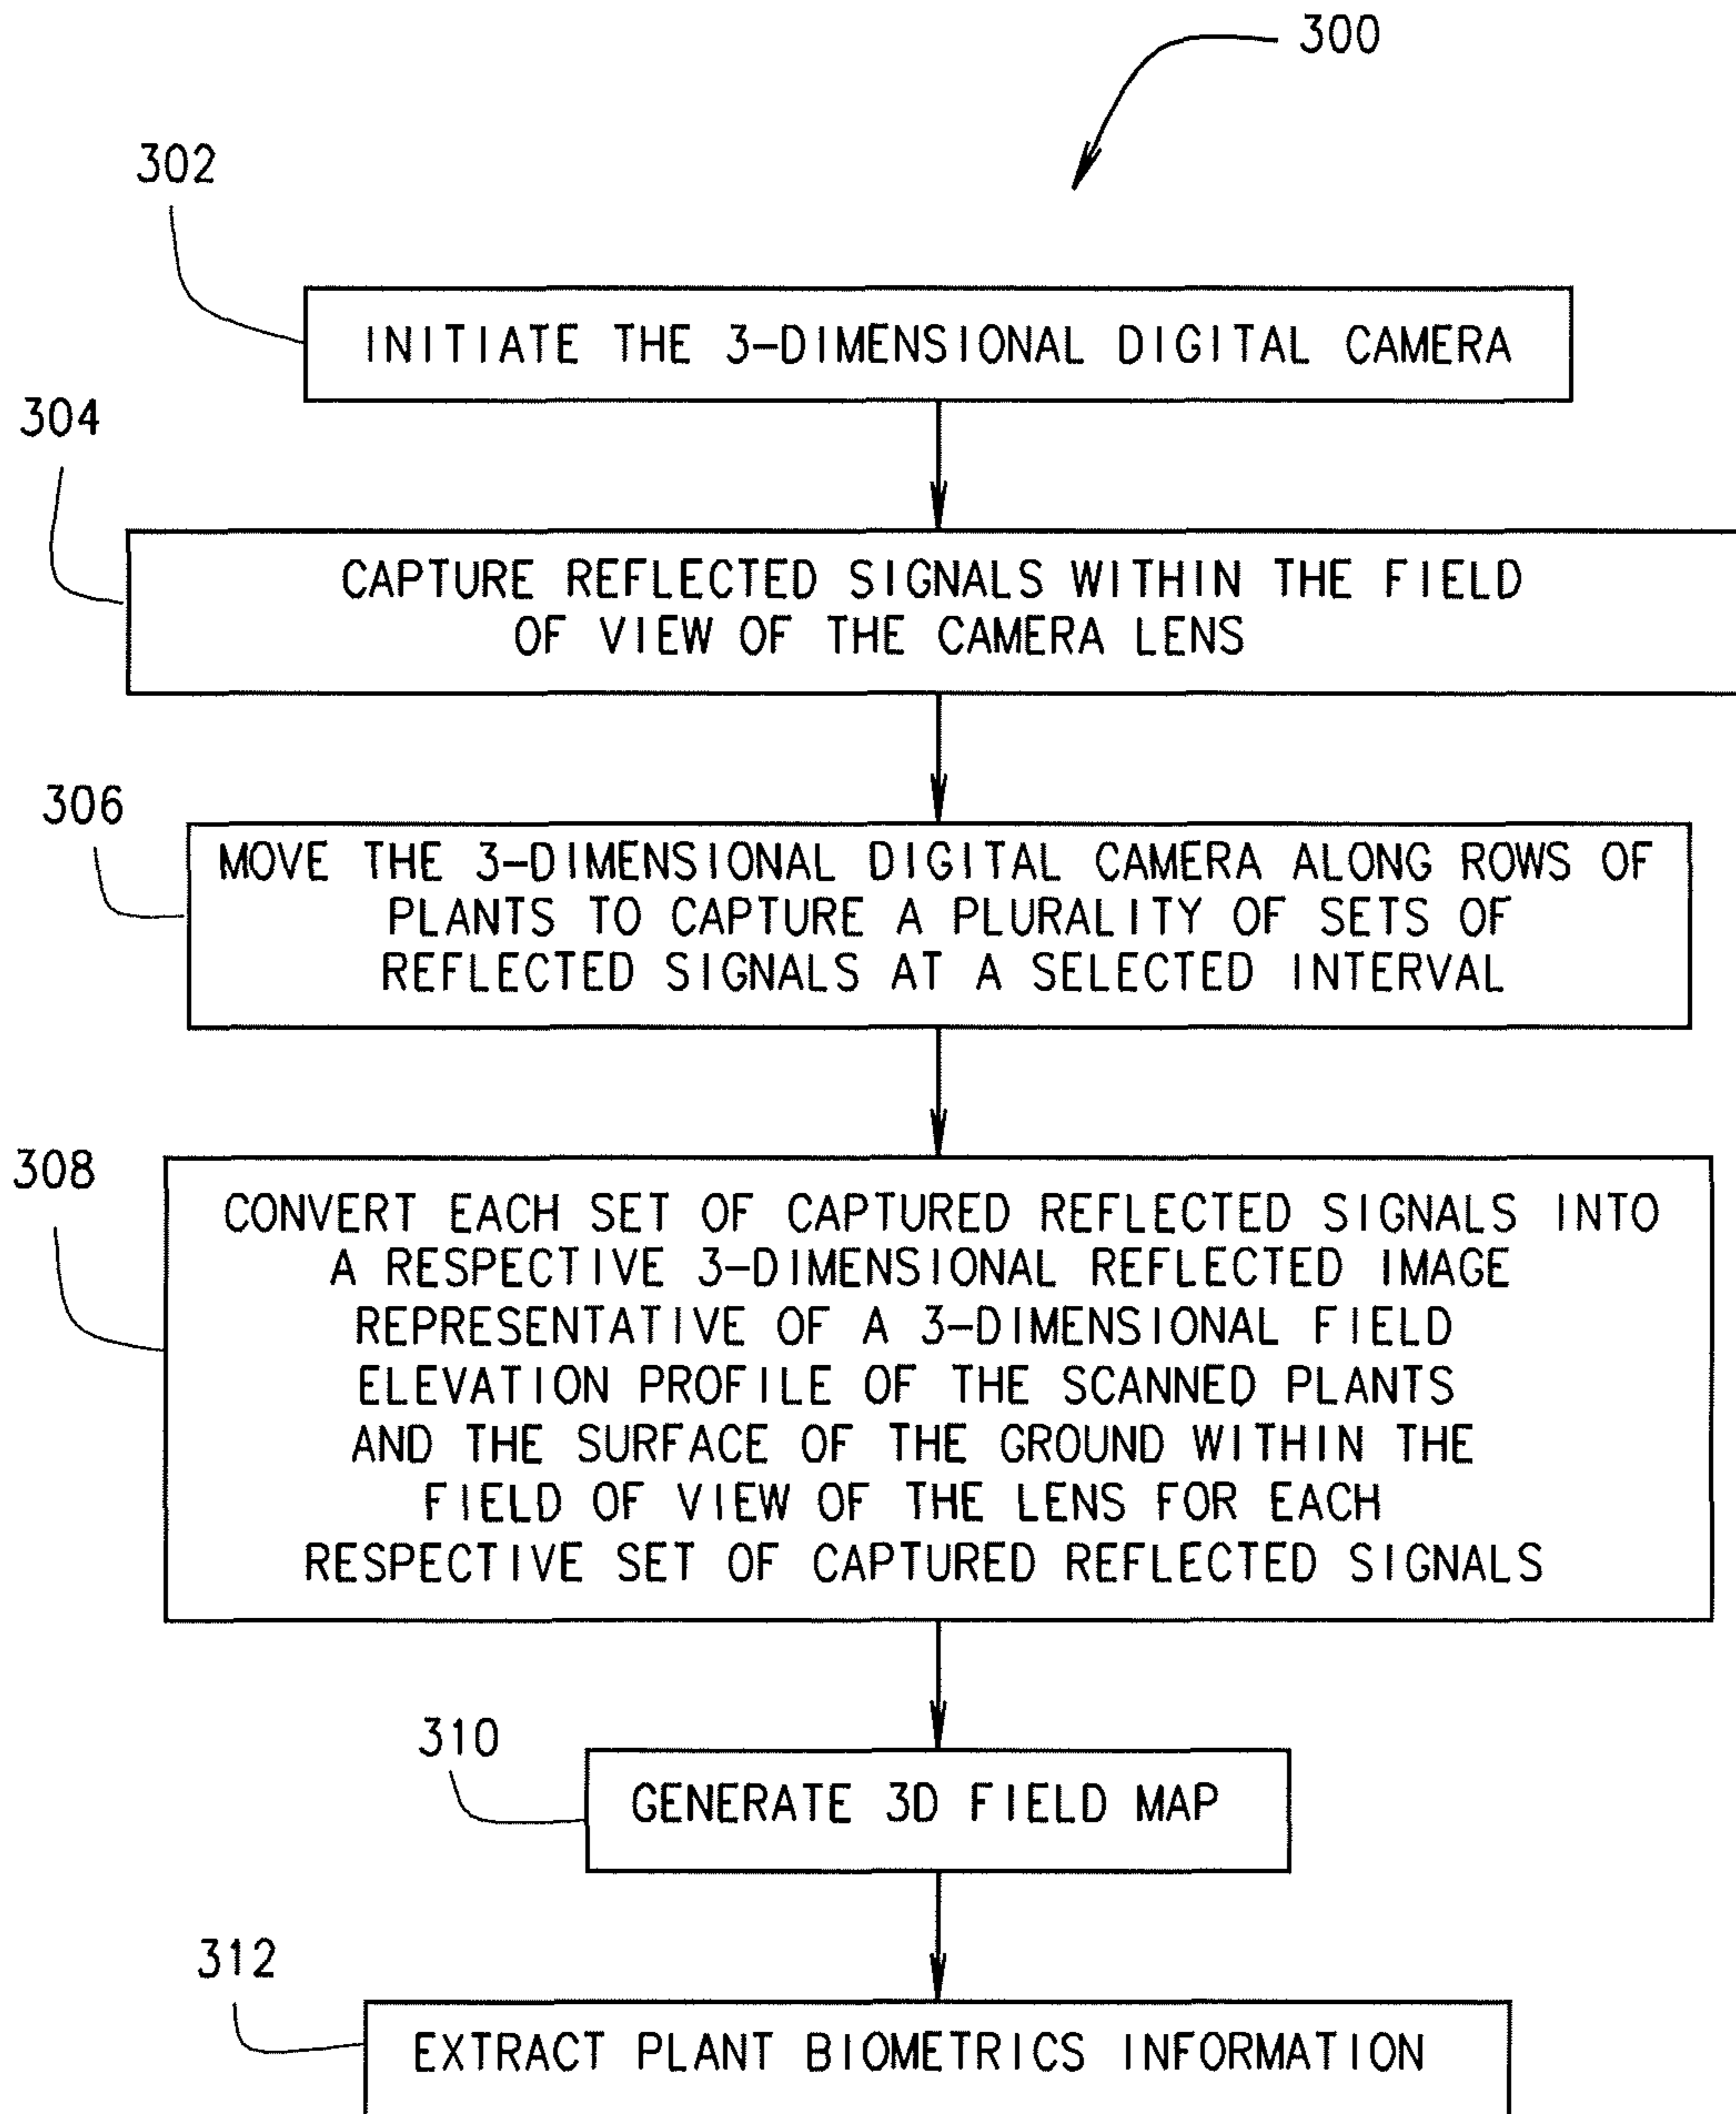 300
302
INITIATE THE 3-DIMENSIONAL DIGITAL CAMERA
304
CAPTURE REFLECTED SIGNALS WITHIN THE FIELD
OF VIEW OF THE CAMERA LENS
306
MOVE THE 3-DIMENSIONAL DIGITAL CAMERA ALONG ROWS OF
PLANTS TO CAPTURE A PLURALITY OF SETS OF
REFLECTED SIGNALS AT A SELECTED INTERVAL
308
CONVERT EACH SET OF CAPTURED REFLECTED SIGNALS INTO
A RESPECTIVE 3-DIMENSIONAL REFLECTED IMAGE
REPRESENTATIVE OF A 3-DIMENSIONAL FIELD
ELEVATION PROFILE OF THE SCANNED PLANTS
AND THE SURFACE OF THE GROUND WITHIN THE
FIELD OF VIEW OF THE LENS FOR EACH
RESPECTIVE SET OF CAPTURED REFLECTED SIGNALS
310
GENERATE 3D FIELD MAP
312
EXTRACT PLANT BIOMETRICS INFORMATION